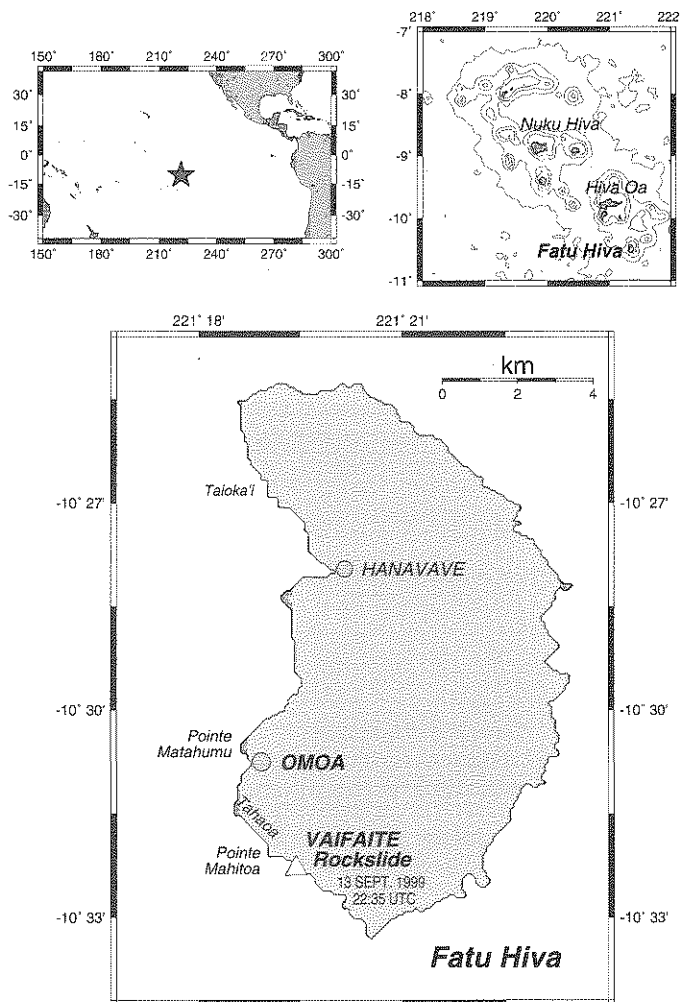 150° 180° 210° 240° 270° 300°
30°
15°
0°
-15°
-30°
30°
15°
0°
-15°
-30°
150° 180° 210° 240° 270° 300°
218° 219° 220° 221° 222
-7°
-8°
-9°
-10°
-11°
Nuku Hiva
Hiva Oa
Fatu Hiva
221° 18' 221° 21'
km
0 2 4
Taioka'i
-10° 27' -10° 27'
HANAVAVE
-10° 30' -10° 30'
Pointe
Matahumu
OMOA
Tahaoa
VAIFAITE
Rockslide
Pointe
Mahitoa
13 SEPT. 1999
22:35 UTC
-10° 33' -10° 33'
Fatu Hiva